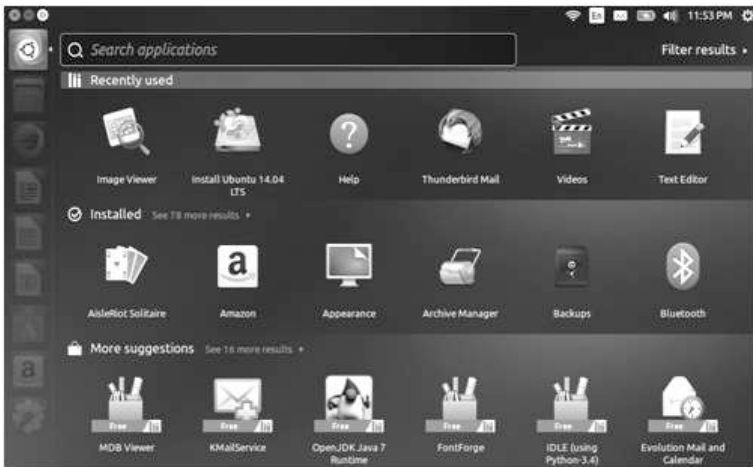 En 11:53 PM
Search applications
Filter results
Recently used
Image Viewer
Install Ubuntu 14.04
LTS
Help
Thunderbird Mail
Videos
Text Editor
Installed See 78 more results
a
AisleRiot Solitaire
Amazon
Appearance
Archive Manager
Backups
Bluetooth
More suggestions See 16 more results
Free
Free
Free
Free
Free
Free
MDB Viewer
KMailService
OpenJDK Java 7
Runtime
FontForge
IDLE (using
Python-3.4)
Evolution Mail and
Calendar
a